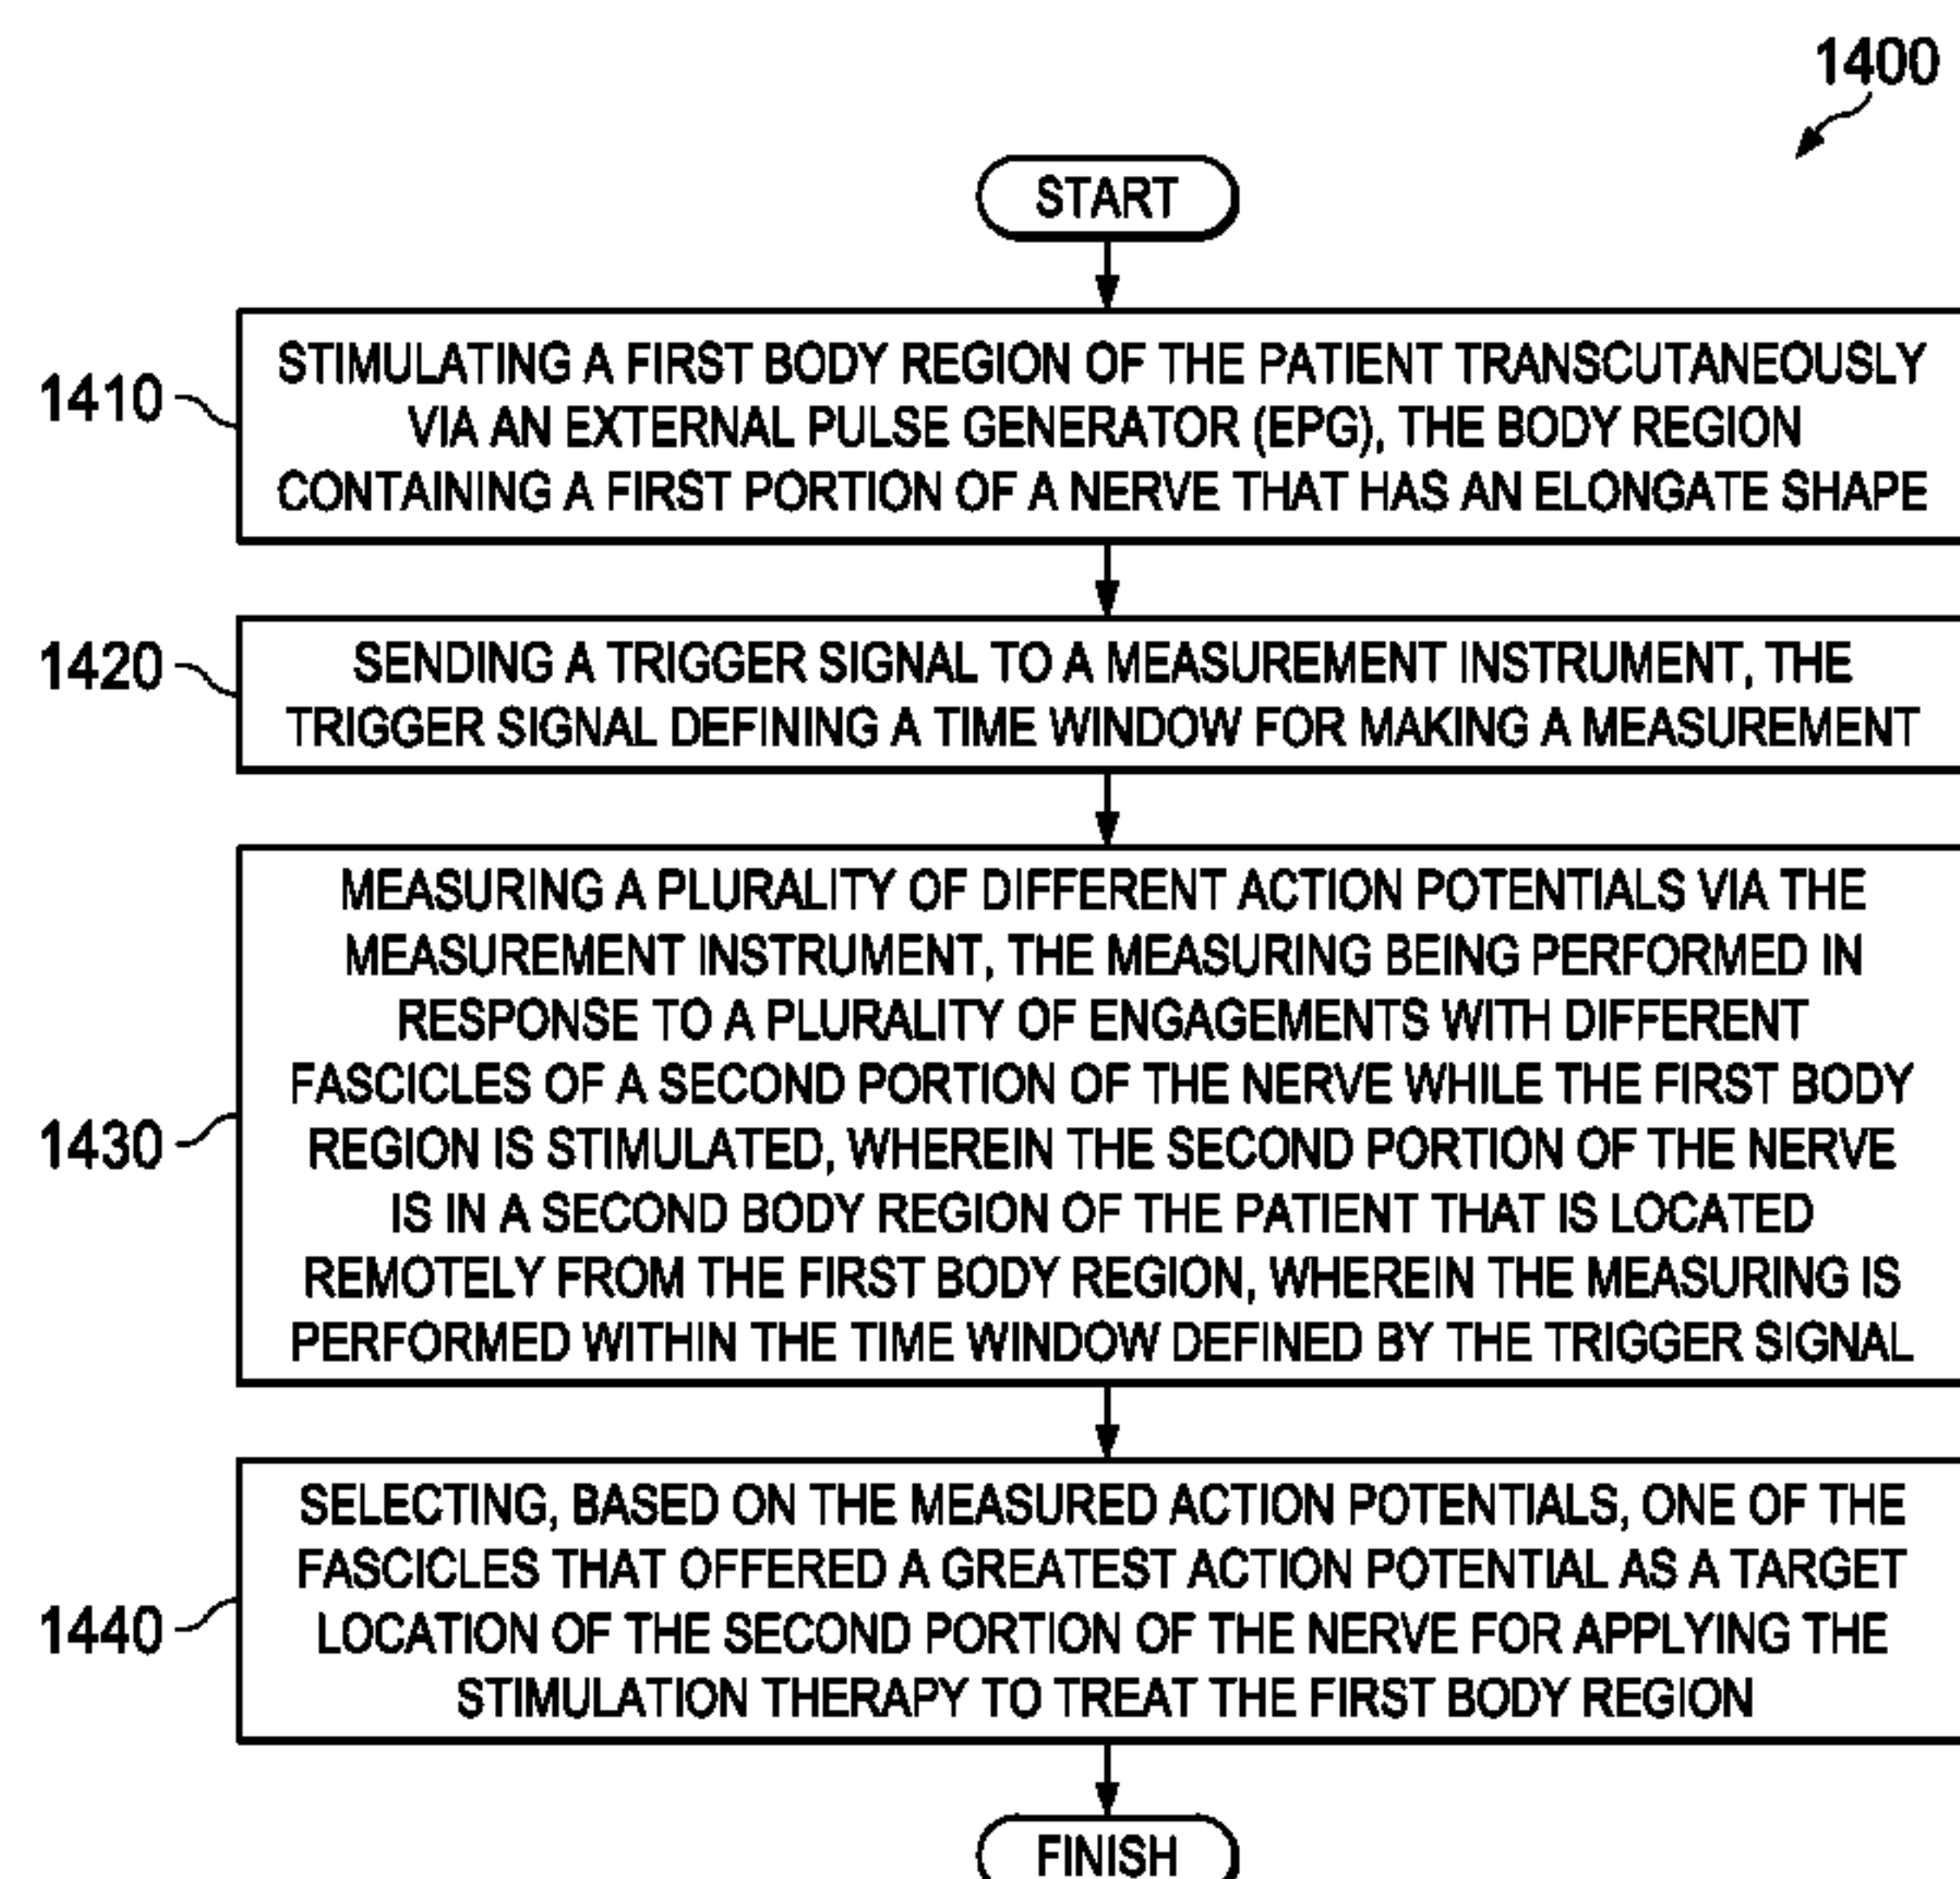 1400
START
1410
STIMULATING A FIRST BODY REGION OF THE PATIENT TRANSCUTANEOUSLY
VIA AN EXTERNAL PULSE GENERATOR (EPG), THE BODY REGION
CONTAINING A FIRST PORTION OF A NERVE THAT HAS AN ELONGATE SHAPE
1420
SENDING A TRIGGER SIGNAL TO A MEASUREMENT INSTRUMENT, THE
TRIGGER SIGNAL DEFINING A TIME WINDOW FOR MAKING A MEASUREMENT
1430
MEASURING A PLURALITY OF DIFFERENT ACTION POTENTIALS VIA THE
MEASUREMENT INSTRUMENT, THE MEASURING BEING PERFORMED IN
RESPONSE TO A PLURALITY OF ENGAGEMENTS WITH DIFFERENT
FASCICLES OF A SECOND PORTION OF THE NERVE WHILE THE FIRST BODY
REGION IS STIMULATED, WHEREIN THE SECOND PORTION OF THE NERVE
IS IN A SECOND BODY REGION OF THE PATIENT THAT IS LOCATED
REMOTELY FROM THE FIRST BODY REGION, WHEREIN THE MEASURING IS
PERFORMED WITHIN THE TIME WINDOW DEFINED BY THE TRIGGER SIGNAL
1440
SELECTING, BASED ON THE MEASURED ACTION POTENTIALS, ONE OF THE
FASCICLES THAT OFFERED A GREATEST ACTION POTENTIAL AS A TARGET
LOCATION OF THE SECOND PORTION OF THE NERVE FOR APPLYING THE
STIMULATION THERAPY TO TREAT THE FIRST BODY REGION
FINISH